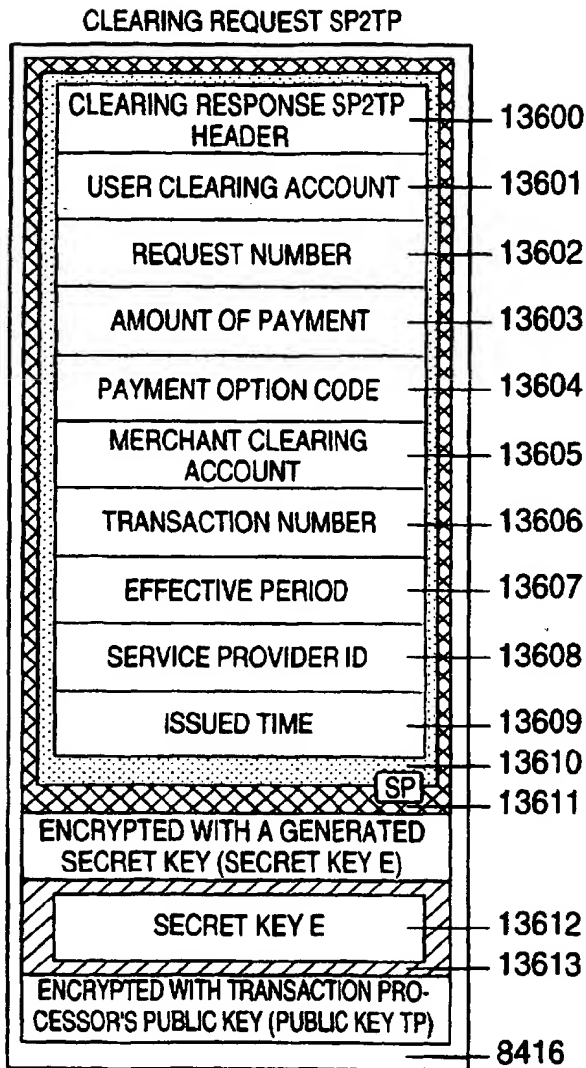 CLEARING REQUEST SP2TP
CLEARING RESPONSE SP2TP
HEADER
13600
USER CLEARING ACCOUNT
13601
REQUEST NUMBER
13602
AMOUNT OF PAYMENT
13603
PAYMENT OPTION CODE
13604
MERCHANT CLEARING
ACCOUNT
13605
TRANSACTION NUMBER
13606
EFFECTIVE PERIOD
13607
SERVICE PROVIDER ID
13608
ISSUED TIME
13609
13610
SP
13611
ENCRYPTED WITH A GENERATED
SECRET KEY (SECRET KEY E)
SECRET KEY E
13612
13613
ENCRYPTED WITH TRANSACTION PRO-
CESSOR'S PUBLIC KEY (PUBLIC KEY TP)
8416